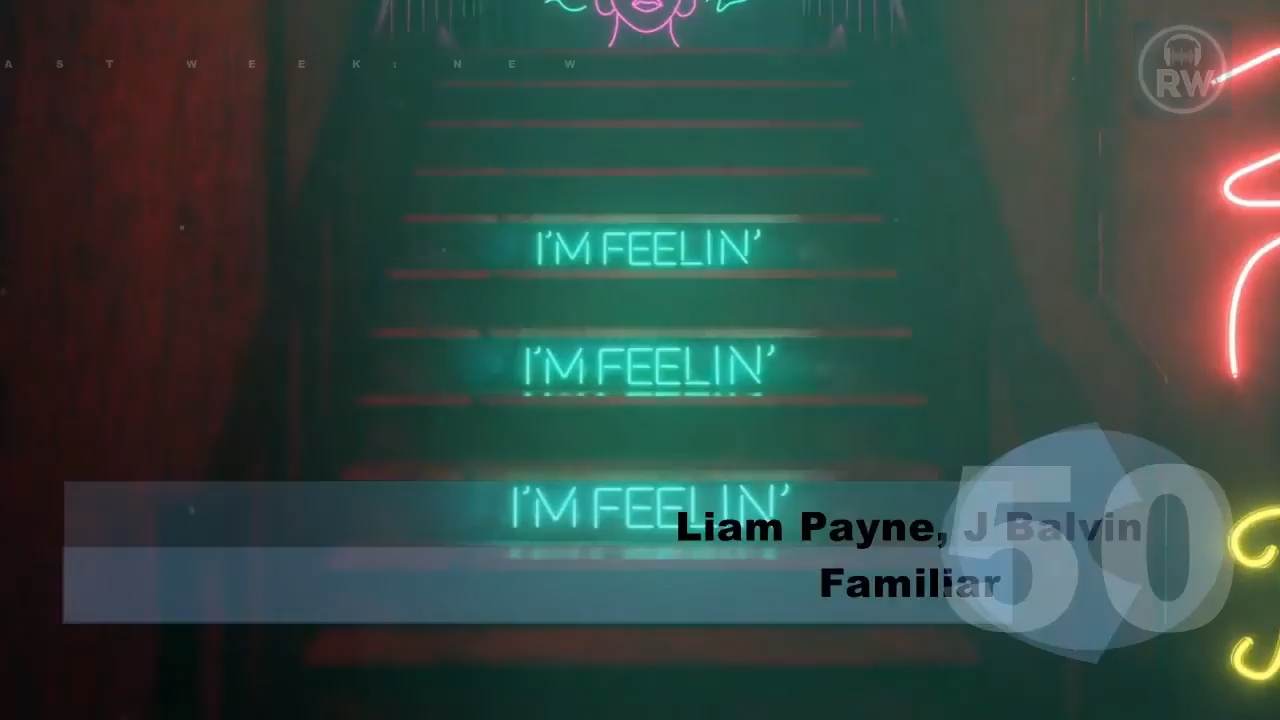 AST WEEK: NEW
RW
I'M FEELIN'
I'M FEELIN'
I'M FEELIN'
Liam Payne, J Balvin
Familiar
50